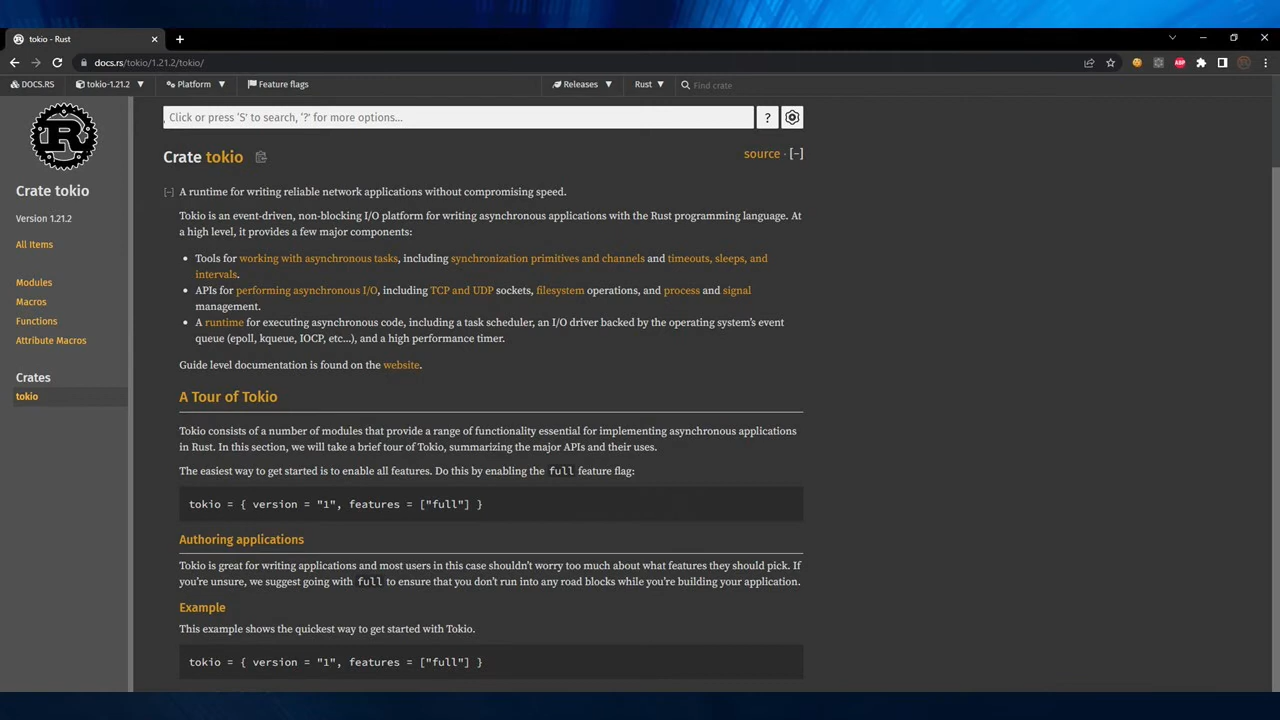 tokio - Rust
docs.rs/tokio/1.21.2/tokio/
DOCS.RS
tokio-1.21.2
Platform
Feature flags
Releases
Rust
Find crate
R
Click or press 'S' to search, '?' for more options...
?
Crate tokio
source · [−]
Crate tokio
Version 1.21.2
All Items
Modules
Macros
Functions
Attribute Macros
Crates
tokio
[−] A runtime for writing reliable network applications without compromising speed.
Tokio is an event-driven, non-blocking I/O platform for writing asynchronous applications with the Rust programming language. At
a high level, it provides a few major components:
• Tools for working with asynchronous tasks, including synchronization primitives and channels and timeouts, sleeps, and
intervals.
• APIs for performing asynchronous I/O, including TCP and UDP sockets, filesystem operations, and process and signal
management.
• A runtime for executing asynchronous code, including a task scheduler, an I/O driver backed by the operating system's event
queue (epoll, kqueue, IOCP, etc...), and a high performance timer.
Guide level documentation is found on the website.
A Tour of Tokio
Tokio consists of a number of modules that provide a range of functionality essential for implementing asynchronous applications
in Rust. In this section, we will take a brief tour of Tokio, summarizing the major APIs and their uses.
The easiest way to get started is to enable all features. Do this by enabling the full feature flag:
tokio = { version = "1", features = ["full"] }
Authoring applications
Tokio is great for writing applications and most users in this case shouldn't worry too much about what features they should pick. If
you're unsure, we suggest going with full to ensure that you don't run into any road blocks while you're building your application.
Example
This example shows the quickest way to get started with Tokio.
tokio = { version = "1", features = ["full"] }